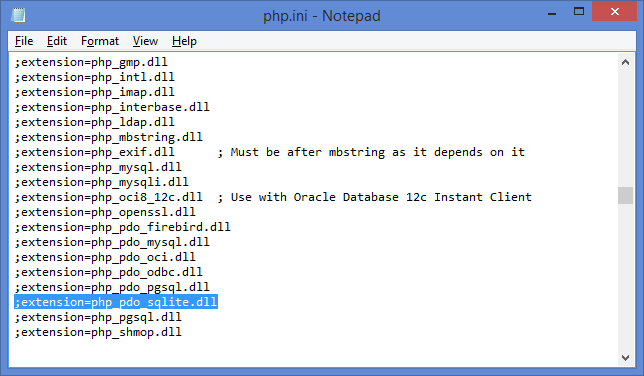 php.ini - Notepad
File Edit Format View Help
;extension=php_gmp.dll
;extension=php_intl.dll
;extension=php_imap.dll
;extension=php_interbase.dll
;extension=php_ldap.dll
;extension=php_mbstring.dll
;extension=php_exif.dll      ; Must be after mbstring as it depends on it
;extension=php_mysql.dll
;extension=php_mysqli.dll
;extension=php_oci8_12c.dll  ; Use with Oracle Database 12c Instant Client
;extension=php_openssl.dll
;extension=php_pdo_firebird.dll
;extension=php_pdo_mysql.dll
;extension=php_pdo_oci.dll
;extension=php_pdo_odbc.dll
;extension=php_pdo_pgsql.dll
;extension=php_pdo_sqlite.dll
;extension=php_pgsql.dll
;extension=php_shmop.dll